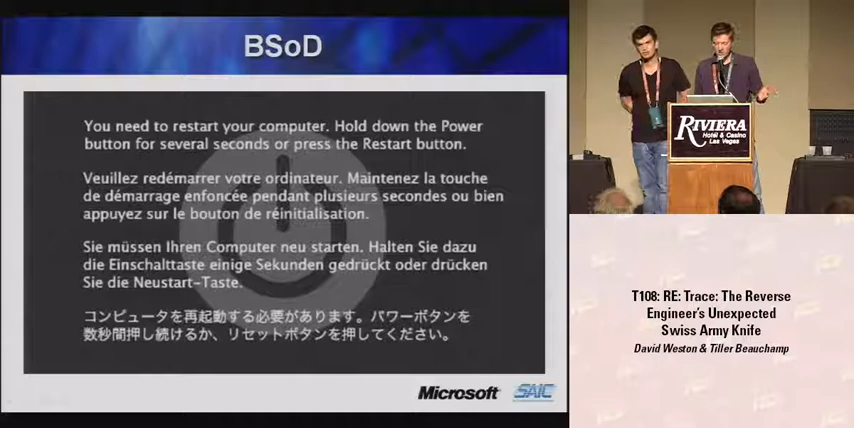 BSoD
You need to restart your computer. Hold down the Power
button for several seconds or press the Restart button.
Veuillez redémarrer votre ordinateur. Maintenez la touche
de démarrage enfoncée pendant plusieurs secondes ou bien
appuyez sur le bouton de réinitialisation.
Sie müssen Ihren Computer neu starten. Halten Sie dazu
die Einschalttaste einige Sekunden gedrückt oder drücken
Sie die Neustart-Taste.
コンピュータを再起動する必要があります。パワーボタンを
数秒間押し続けるか、リセットボタンを押してください。
Microsoft SAIC
RIVIERA
Hotel & Casino
Las Vegas
T108: RE: Trace: The Reverse
Engineer's Unexpected
Swiss Army Knife
David Weston & Tiller Beauchamp